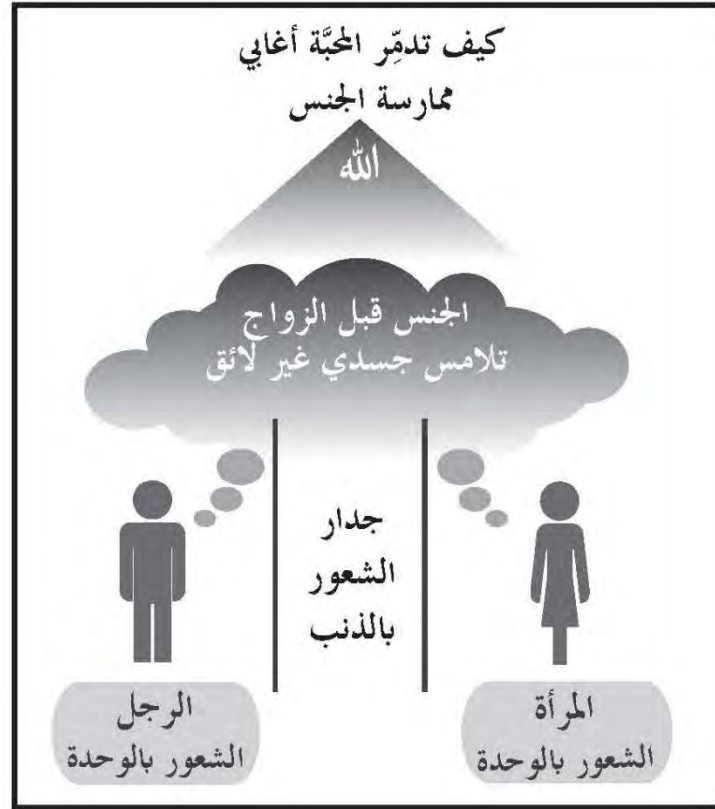 كيف تدمِّر المحبَّة أغابي
ممارسة الجنس
الله
الجنس قبل الزواج
تلامس جسدي غير لائق
جدار
الشعور
بالذنب
الرجل
الشعور بالوحدة
المرأة
الشعور بالوحدة